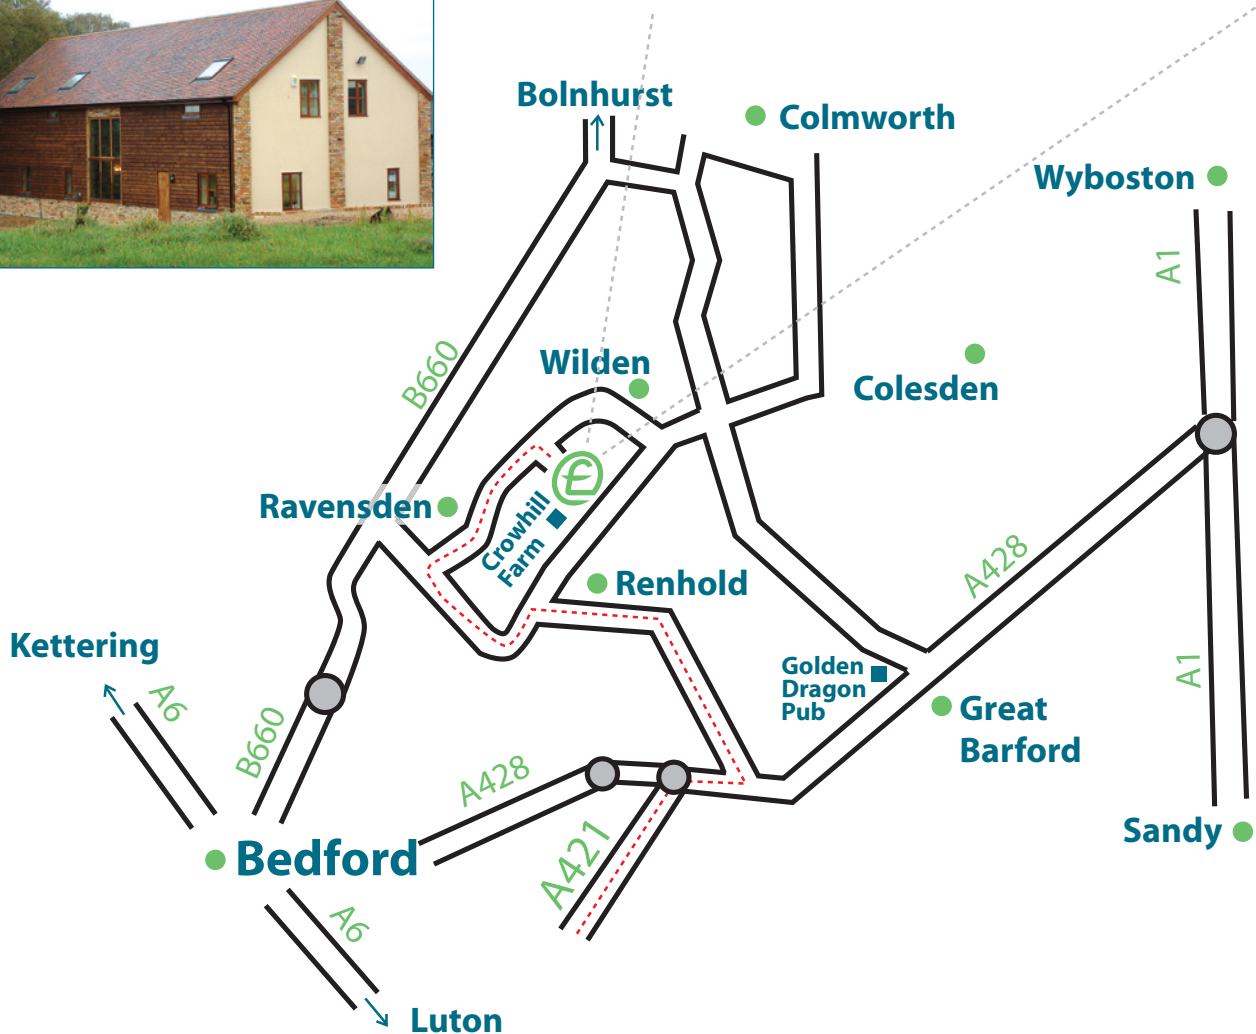 Bolnhurst
Colmworth
Wyboston
A1
B660
Wilden
Colesden
Ravensden
£
Crowhill
Farm
A428
Renhold
Kettering
A6
Golden
Dragon
Pub
A1
Great
Barford
B660
A428
Sandy
A421
Bedford
A6
Luton